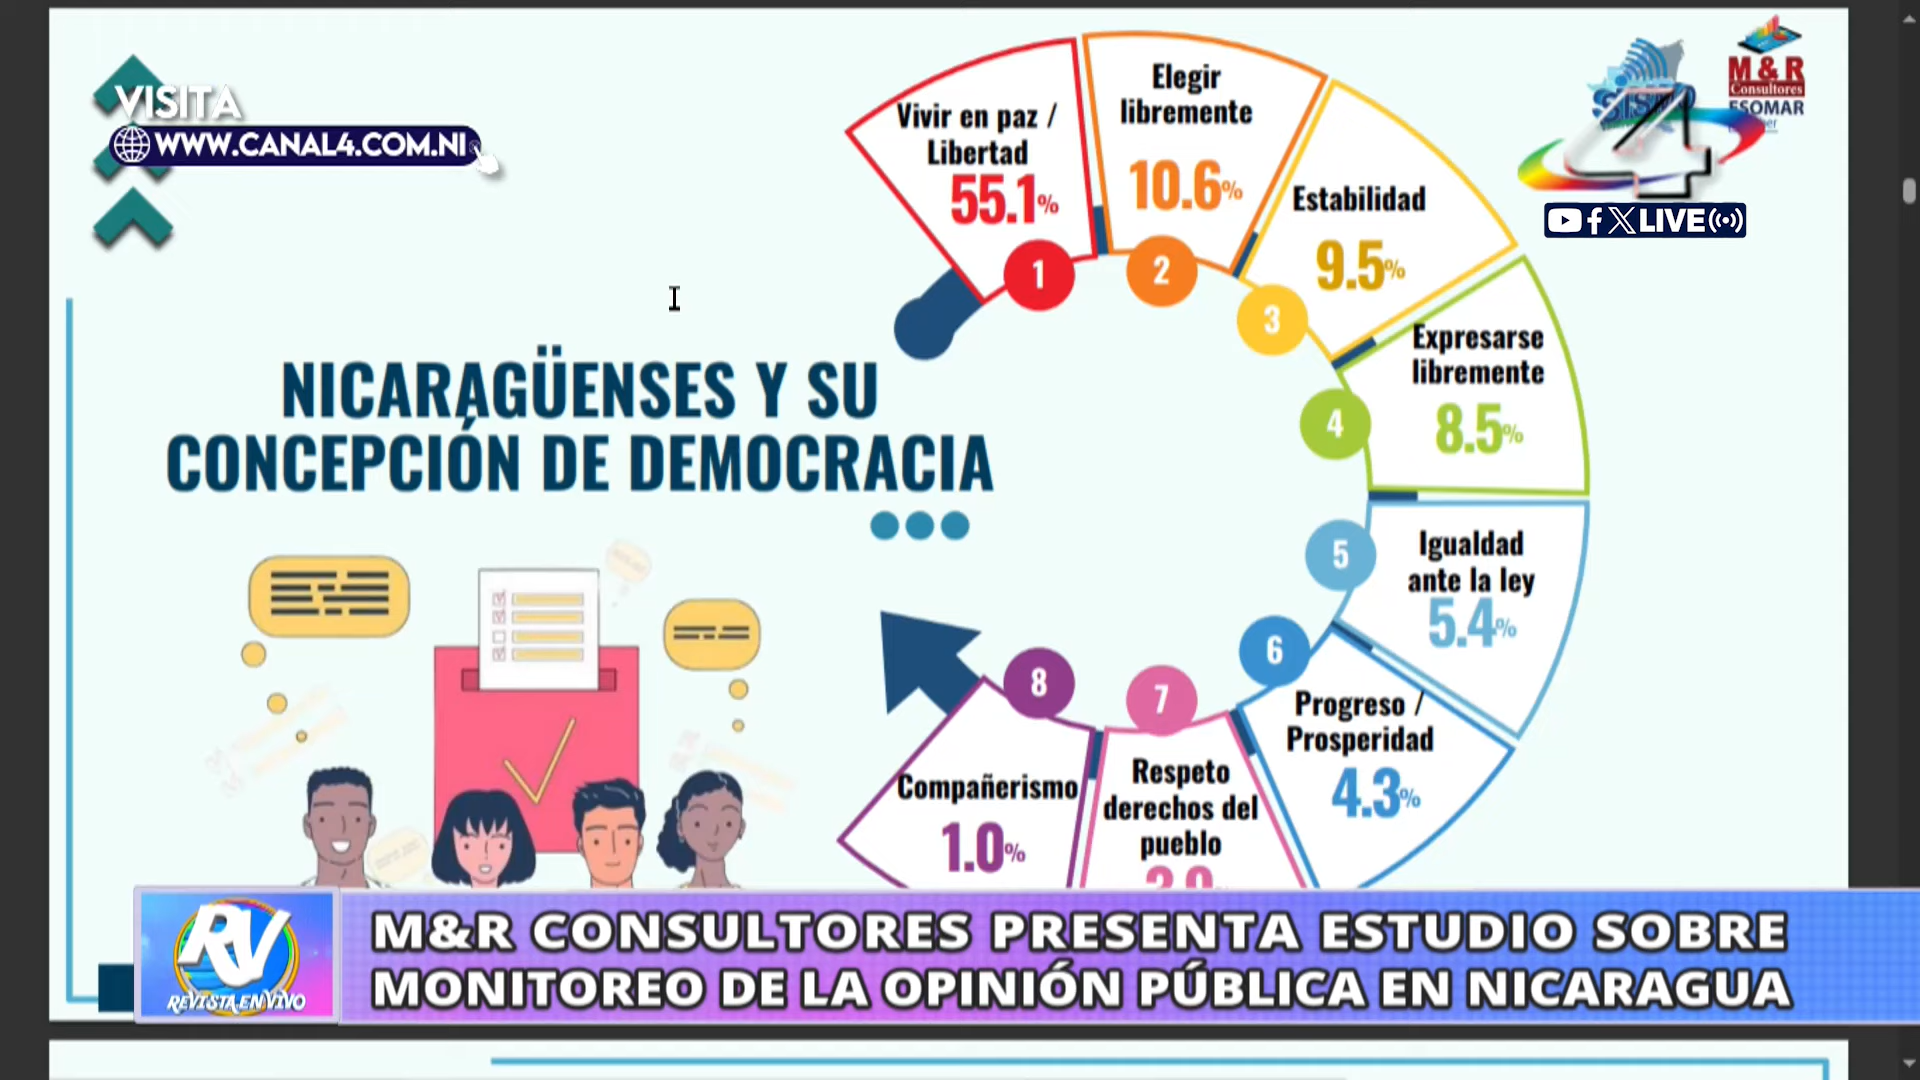 VISITA
WWW.CANAL4.COM.NI
M & R
Consultores
ESOMAR
4
LIVE
NICARAGÜENSES Y SU
CONCEPCIÓN DE DEMOCRACIA
Vivir en paz /
Libertad
55.1%
1
Elegir
libremente
10.6%
2
Estabilidad
9.5%
3
Expresarse
libremente
8.5%
4
Igualdad
ante la ley
5.4%
5
Progreso /
Prosperidad
4.3%
6
Respeto
derechos del
pueblo
7
Compañerismo
1.0%
8
RV
REVISTA EN VIVO
M&R CONSULTORES PRESENTA ESTUDIO SOBRE
MONITOREO DE LA OPINIÓN PÚBLICA EN NICARAGUA